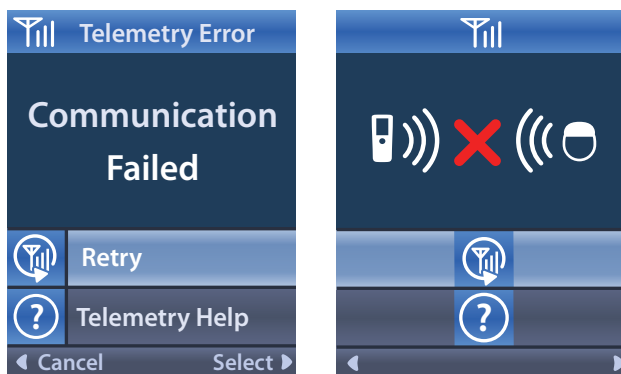 Telemetry Error
Communication
Failed
Retry
? Telemetry Help
Cancel Select
?